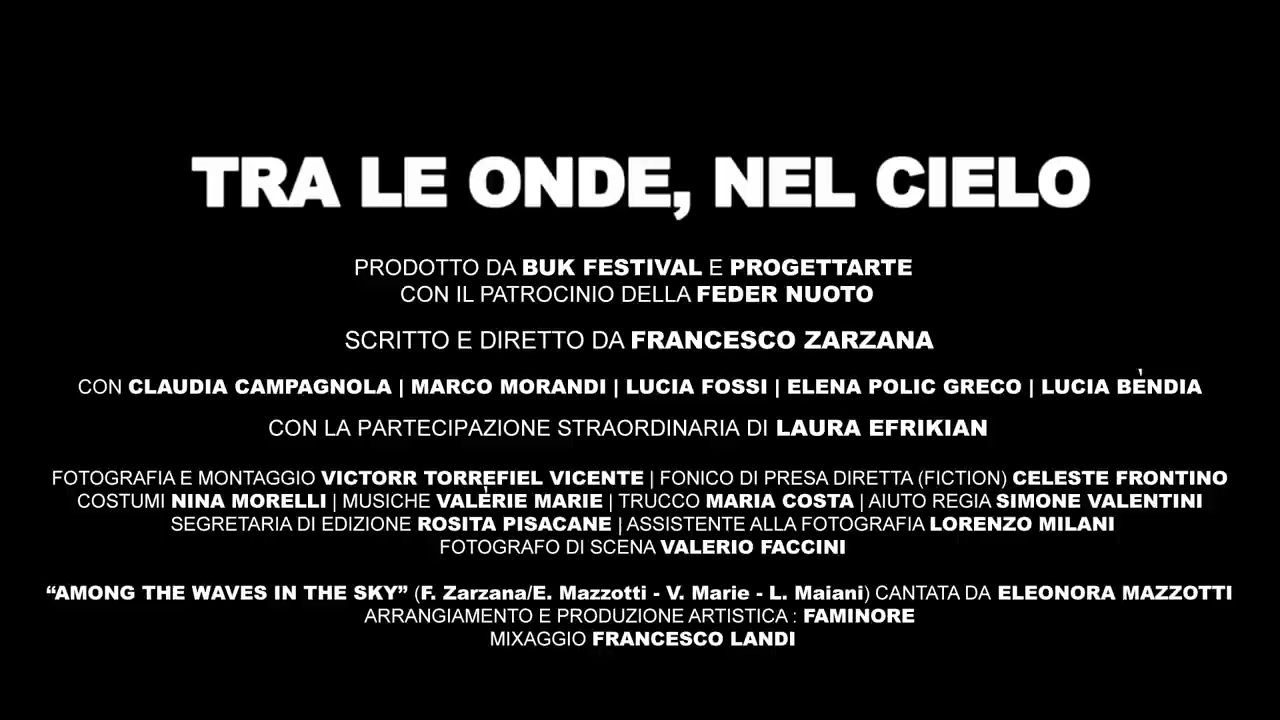 TRA LE ONDE, NEL CIELO
PRODOTTO DA BUK FESTIVAL E PROGETTARTE
CON IL PATROCINIO DELLA FEDER NUOTO
SCRITTO E DIRETTO DA FRANCESCO ZARZANA
CON CLAUDIA CAMPAGNOLA | MARCO MORANDI | LUCIA FOSSI | ELENA POLIC GRECO | LUCIA BÈNDIA
CON LA PARTECIPAZIONE STRAORDINARIA DI LAURA EFRIKIAN
FOTOGRAFIA E MONTAGGIO VICTORR TORREFIEL VICENTE | FONICO DI PRESA DIRETTA (FICTION) CELESTE FRONTINO
COSTUMI NINA MORELLI | MUSICHE VALÈRIE MARIE | TRUCCO MARIA COSTA | AIUTO REGIA SIMONE VALENTINI
SEGRETARIA DI EDIZIONE ROSITA PISACANE | ASSISTENTE ALLA FOTOGRAFIA LORENZO MILANI
FOTOGRAFO DI SCENA VALERIO FACCINI
“AMONG THE WAVES IN THE SKY” (F. Zarzana/E. Mazzotti - V. Marie - L. Maiani) CANTATA DA ELEONORA MAZZOTTI
ARRANGIAMENTO E PRODUZIONE ARTISTICA : FAMINORE
MIXAGGIO FRANCESCO LANDI